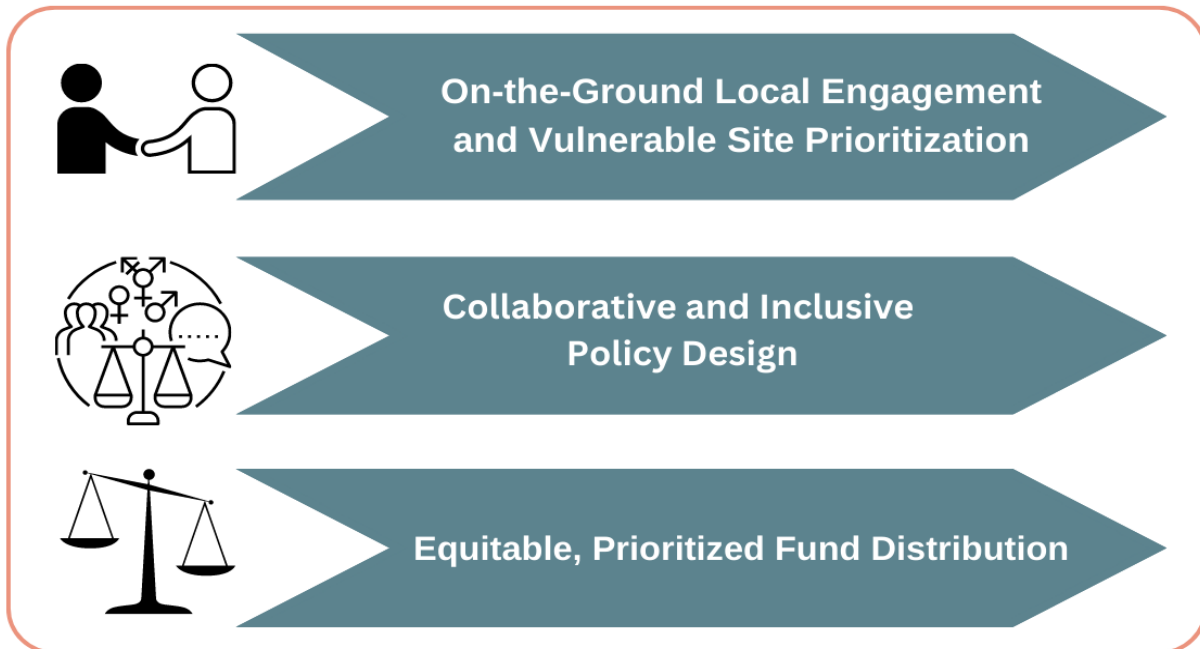 On-the-Ground Local Engagement
and Vulnerable Site Prioritization
Collaborative and Inclusive
Policy Design
Equitable, Prioritized Fund Distribution